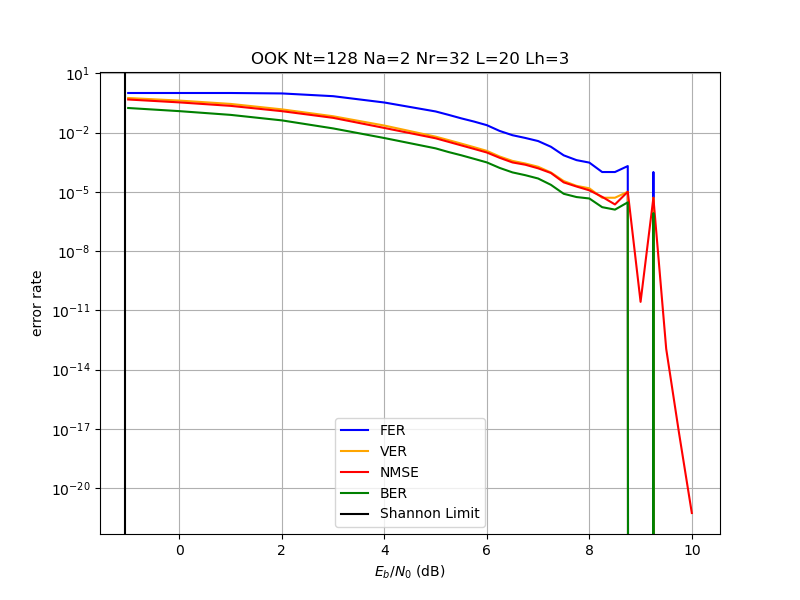 OOK Nt=128 Na=2 Nr=32 L=20 Lh=3
10^1
10^-2
10^-5
10^-8
10^-11
10^-14
10^-17
10^-20
error rate
FER
VER
NMSE
BER
Shannon Limit
0 2 4 6 8 10
E_b/N_0 (dB)